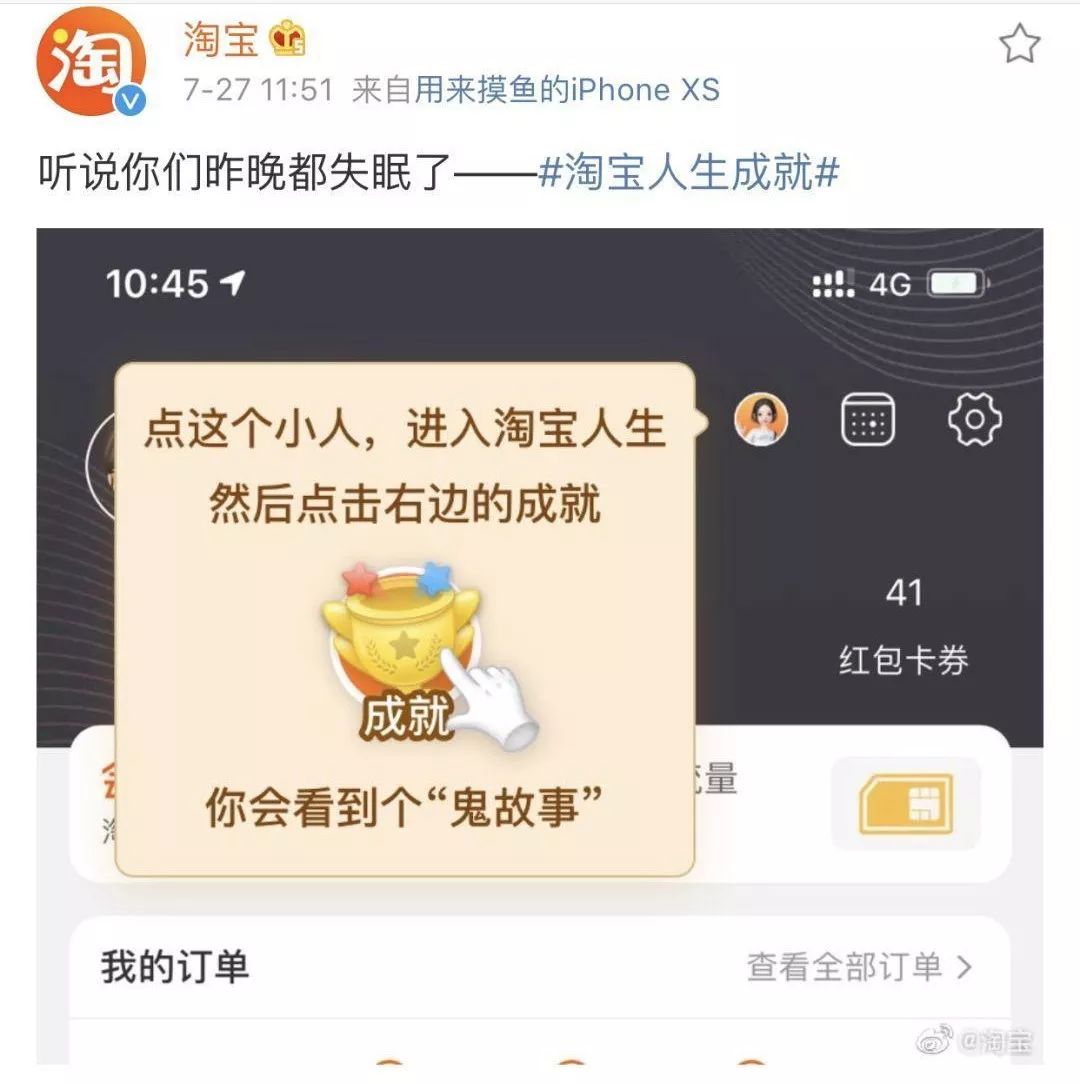 淘
淘宝
7-27 11:51 来自用来摸鱼的iPhone XS
听说你们昨晚都失眠了——#淘宝人生成就#
10:45
4G
点这个小人，进入淘宝人生
然后点击右边的成就
成就
你会看到个“鬼故事”
41
红包卡券
流量
我的订单
查看全部订单
@淘宝